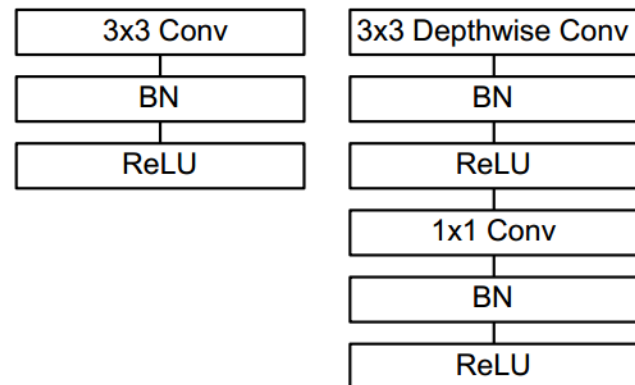 3x3 Conv
BN
ReLU
3x3 Depthwise Conv
BN
ReLU
1x1 Conv
BN
ReLU